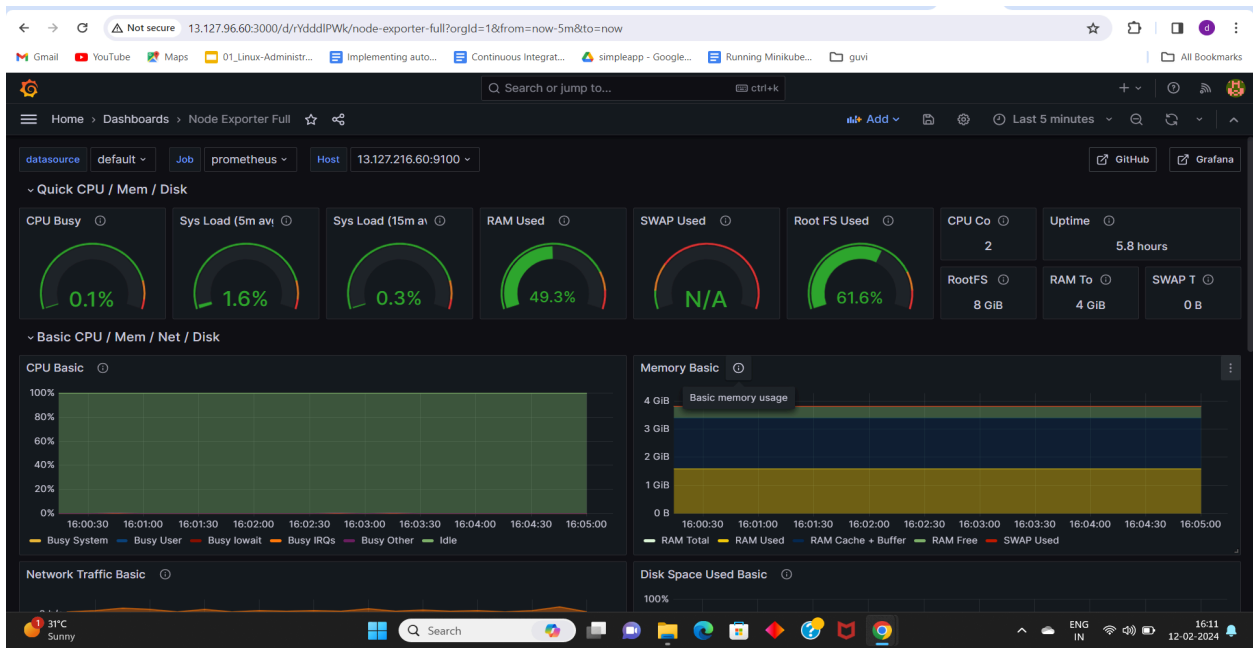 Not secure 13.127.96.60:3000/d/rYdddlPWk/node-exporter-full?orgId=1&from=now-5m&to=now d
Gmail YouTube Maps 01_Linux-Administr... Implementing auto... Continuous Integrat... simpleapp - Google... Running Minikube... guvi All Bookmarks
Search or jump to... ctrl+k
Home > Dashboards > Node Exporter Full Add Last 5 minutes
datasource default Job prometheus Host 13.127.216.60:9100 GitHub Grafana
Quick CPU / Mem / Disk
CPU Busy Sys Load (5m avg Sys Load (15m av RAM Used SWAP Used Root FS Used CPU Co Uptime
2 5.8 hours
RootFS RAM To SWAP T
0.1% 1.6% 0.3% 49.3% N/A 61.6% 8 GiB 4 GiB 0 B
Basic CPU / Mem / Net / Disk
CPU Basic
100%
80%
60%
40%
20%
0%
16:00:30 16:01:00 16:01:30 16:02:00 16:02:30 16:03:00 16:03:30 16:04:00 16:04:30 16:05:00
Busy System Busy User Busy Iowait Busy IRQs Busy Other Idle
Memory Basic
Basic memory usage
4 GiB
3 GiB
2 GiB
1 GiB
0 B
16:00:30 16:01:00 16:01:30 16:02:00 16:02:30 16:03:00 16:03:30 16:04:00 16:04:30 16:05:00
RAM Total RAM Used RAM Cache + Buffer RAM Free SWAP Used
Network Traffic Basic
Disk Space Used Basic
100%
1
31°C
Sunny
Search
ENG
IN
16:11
12-02-2024